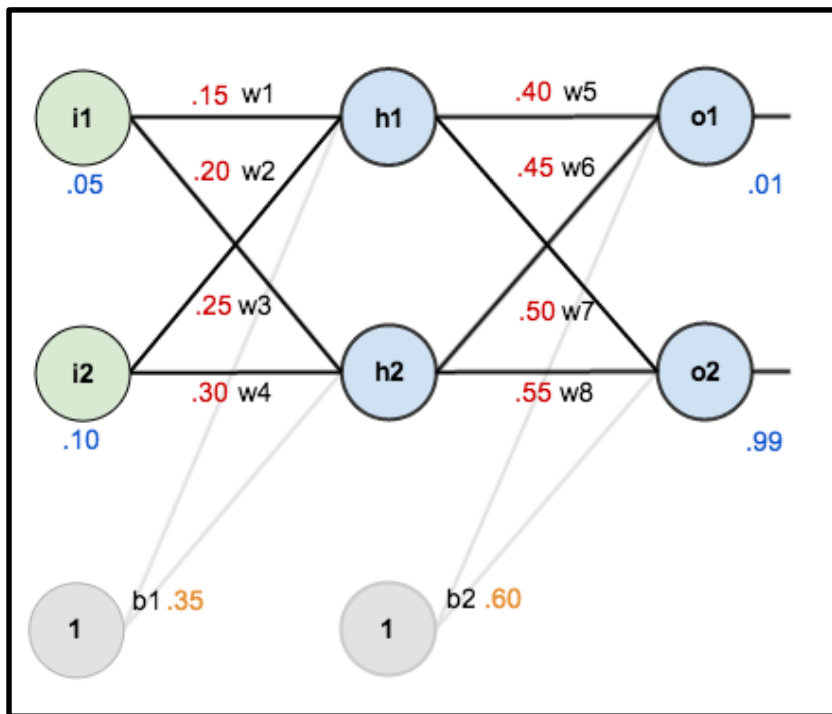 .15 w1
.40 w5
i1
h1
o1
.20 w2
.45 w6
.05
.01
.25 w3
.50 w7
i2
h2
o2
.30 w4
.55 w8
.10
.99
b1 .35
b2 .60
1
1